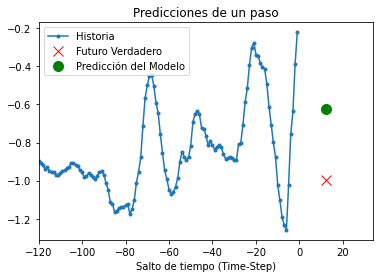 Predicciones de un paso
Historia
Futuro Verdadero
Predicción del Modelo
−0.2
−0.4
−0.6
−0.8
−1.0
−1.2
−120 −100 −80 −60 −40 −20 0 20
Salto de tiempo (Time-Step)